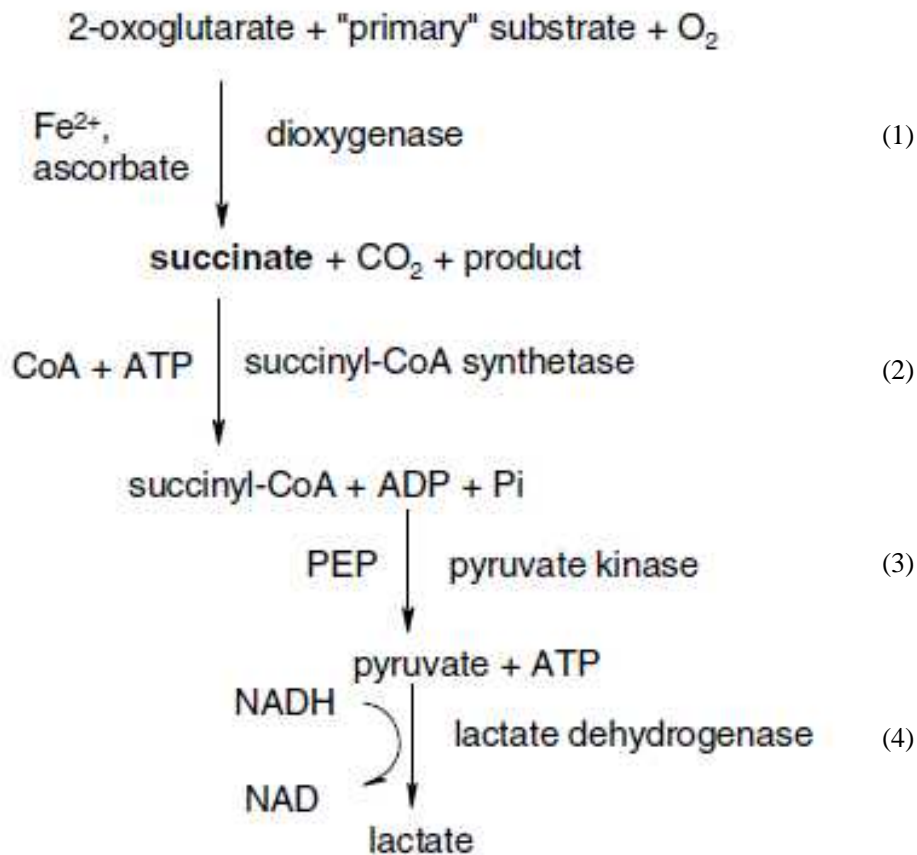 2-oxoglutarate + "primary" substrate + O₂
Fe²⁺,
ascorbate
dioxygenase
(1)
succinate + CO₂ + product
CoA + ATP
succinyl-CoA synthetase
(2)
succinyl-CoA + ADP + Pi
PEP
pyruvate kinase
(3)
pyruvate + ATP
NADH
lactate dehydrogenase
(4)
NAD
lactate